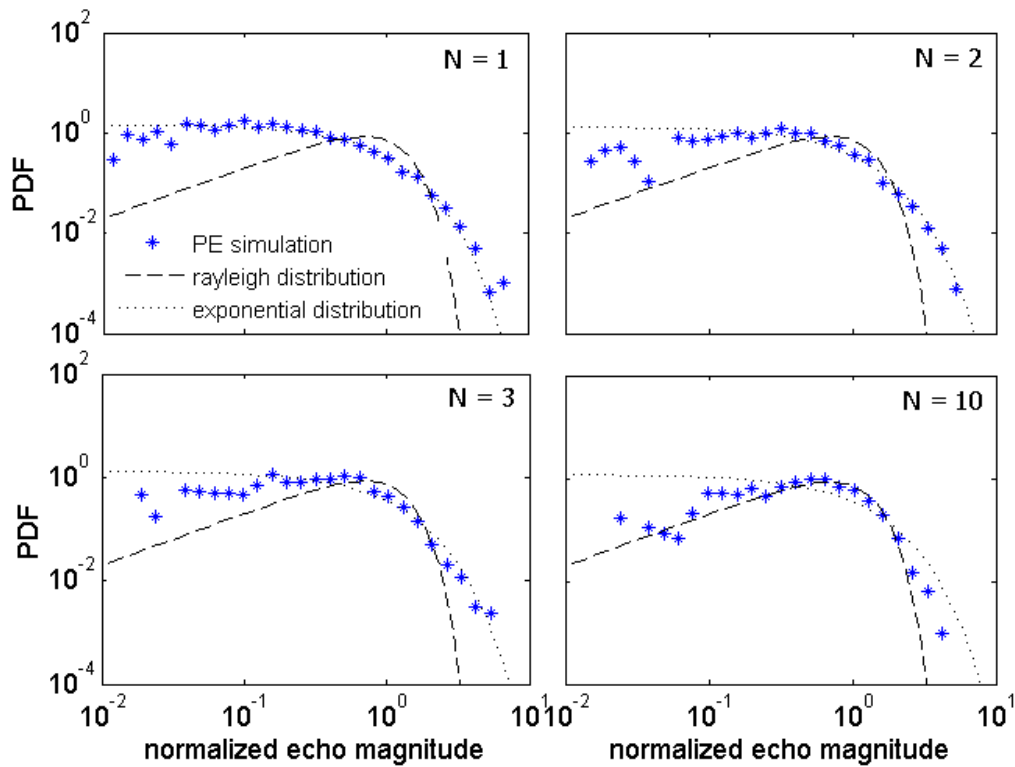 10^2
10^0
10^-2
10^-4
PDF
N = 1
PE simulation
rayleigh distribution
exponential distribution
N = 2
10^2
10^0
10^-2
10^-4
PDF
N = 3
N = 10
10^-2 10^-1 10^0 10^1
10^-2 10^-1 10^0 10^1
normalized echo magnitude
normalized echo magnitude